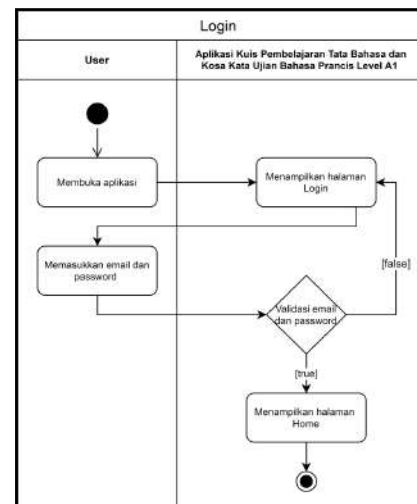 Login
User
Aplikasi Kuis Pembelajaran Tata Bahasa dan
Kosa Kata Ujian Bahasa Prancis Level A1
Membuka aplikasi
Menampilkan halaman
Login
Memasukkan email dan
password
[false]
Validasi email
dan password
[true]
Menampilkan halaman
Home